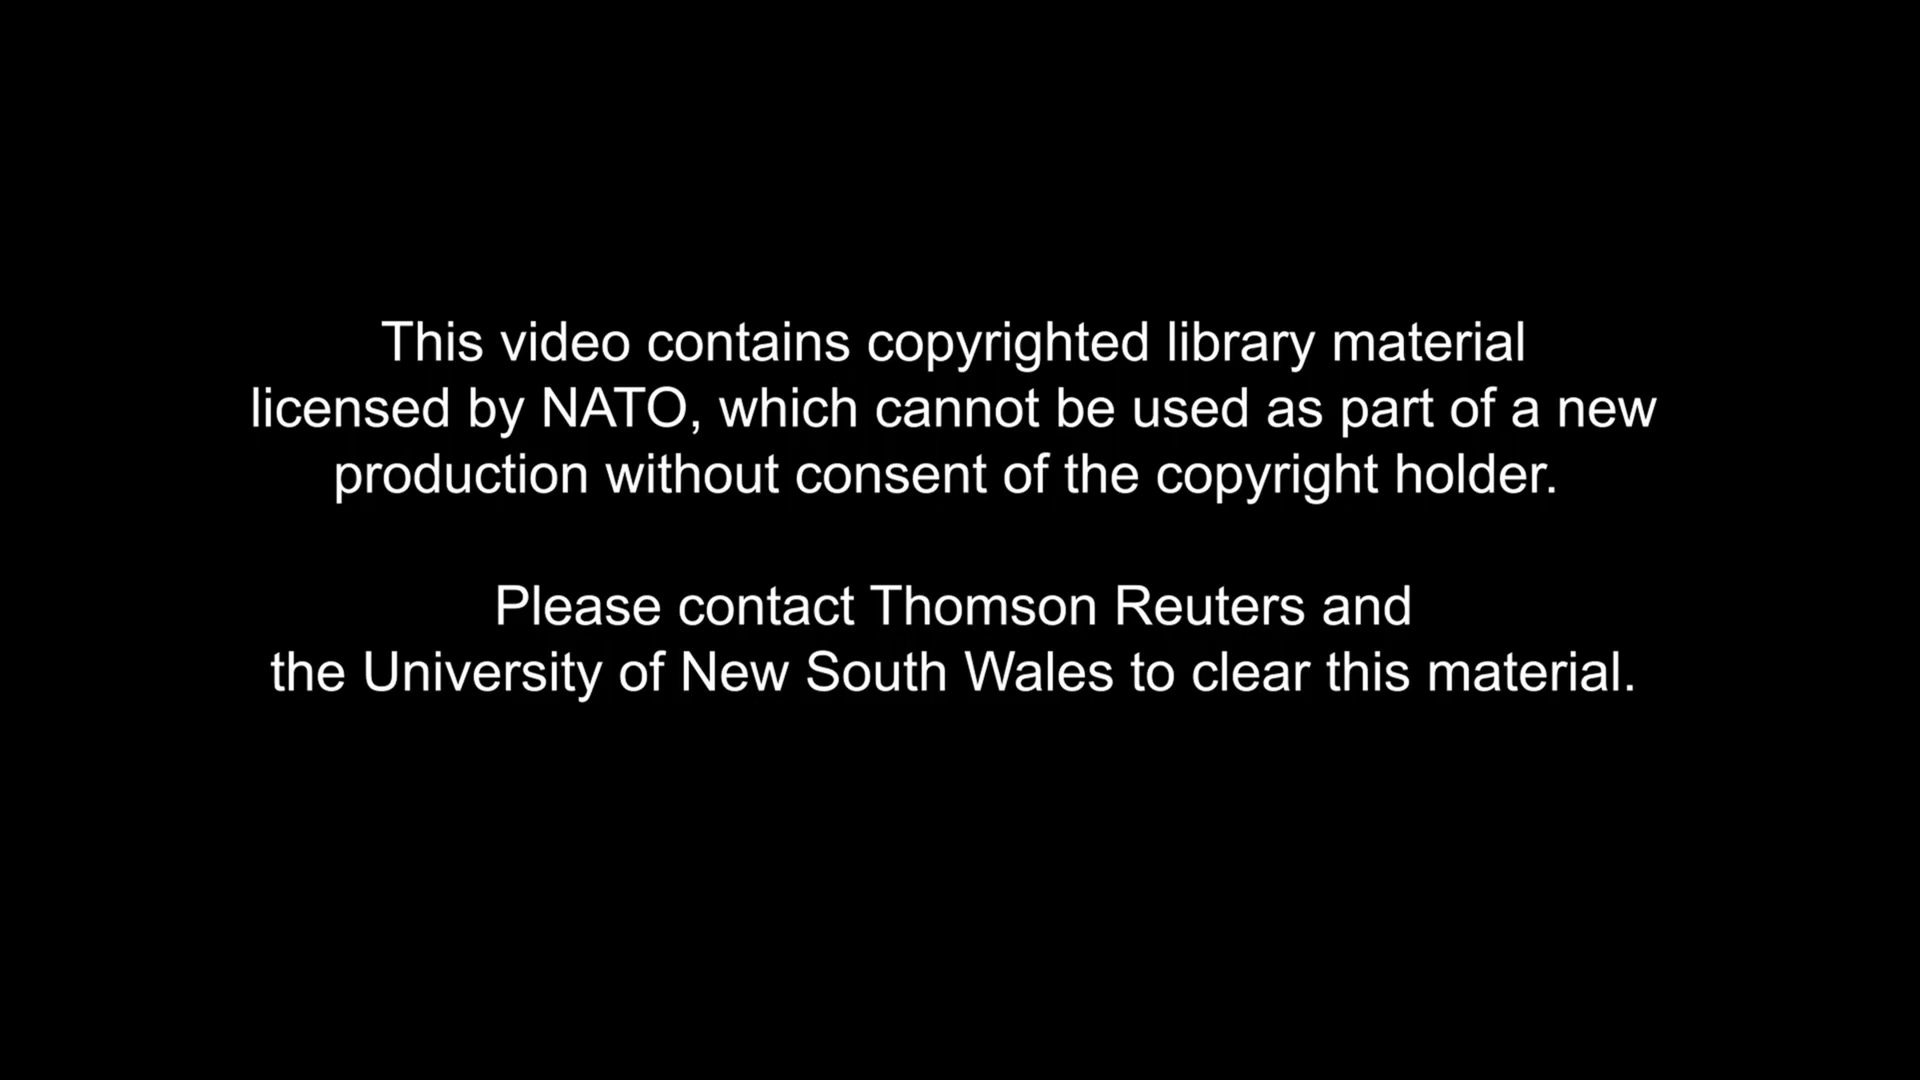 This video contains copyrighted library material
licensed by NATO, which cannot be used as part of a new
production without consent of the copyright holder.
Please contact Thomson Reuters and
the University of New South Wales to clear this material.